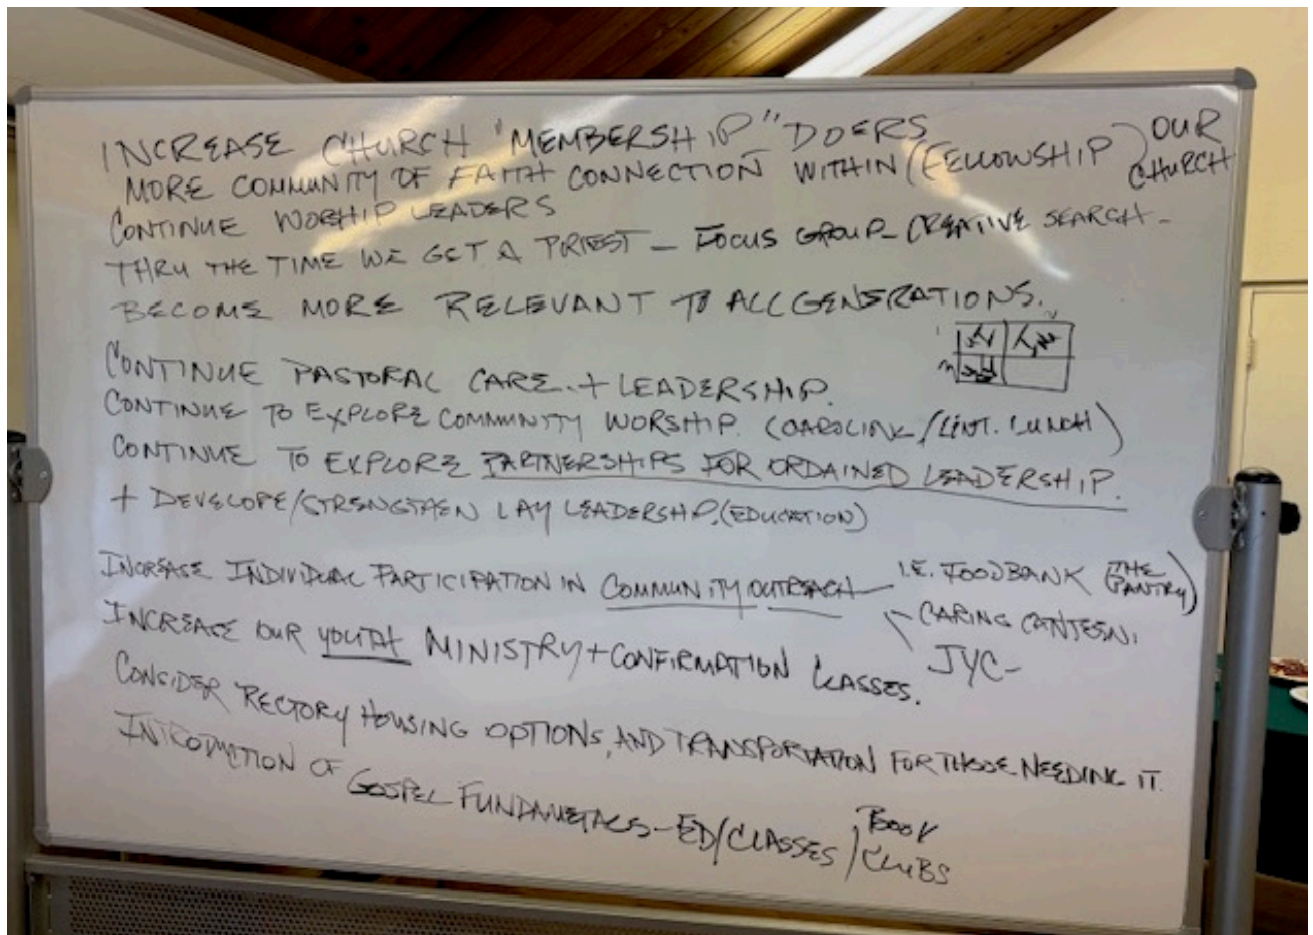 INCREASE CHURCH "MEMBERSHIP" DOERS
MORE COMMUNITY OF FAITH CONNECTION WITHIN (FELLOWSHIP) OUR CHURCH
CONTINUE WORSHIP LEADERS
THRU THE TIME WE GET A PRIEST - FOCUS GROUP - CREATIVE SEARCH -
BECOME MORE RELEVANT TO ALL GENERATIONS.
CONTINUE PASTORAL CARE + LEADERSHIP.
CONTINUE TO EXPLORE COMMUNITY WORSHIP. (/ LENT. LUNCH)
CONTINUE TO EXPLORE PARTNERSHIPS FOR ORDAINED LEADERSHIP.
+ DEVELOPE/STRENGTHEN LAY LEADERSHIP. (EDUCATION)
INCREASE INDIVIDUAL PARTICIPATION IN COMMUNITY OUTREACH - I.E. FOODBANK (THE PANTRY)
CARING CANTEEN,
JYC -
INCREASE OUR YOUTH MINISTRY + CONFIRMATION CLASSES.
CONSIDER RECTORY HOUSING OPTIONS, AND TRANSPORTATION FOR THOSE NEEDING IT.
INTRODUCTION OF GOSPEL FUNDAMETALS - ED/CLASSES / BOOK CLUBS